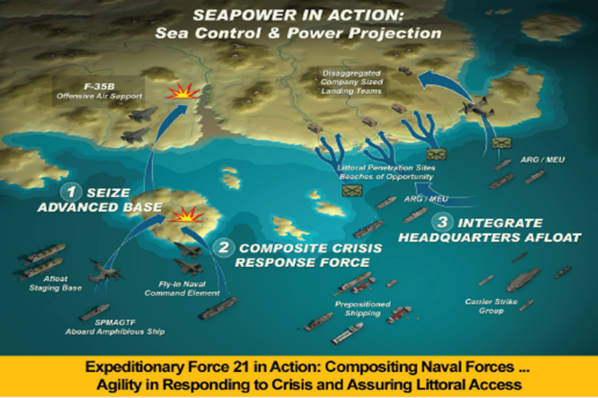 SEAPOWER IN ACTION:
Sea Control & Power Projection
F-35B
Offensive Air Support
Disaggregated
Company Sized
Landing Teams
Littoral Penetration Sites
Beaches of Opportunity
ARG / MEU
ARG / MEU
1 SEIZE
ADVANCED BASE
2 COMPOSITE CRISIS
RESPONSE FORCE
3 INTEGRATE
HEADQUARTERS AFLOAT
Afloat
Staging Base
Fly-In Naval
Command Element
SPMAGTF
Aboard Amphibious Ship
Prepositioned
Shipping
Carrier Strike
Group
Expeditionary Force 21 in Action: Compositing Naval Forces ...
Agility in Responding to Crisis and Assuring Littoral Access